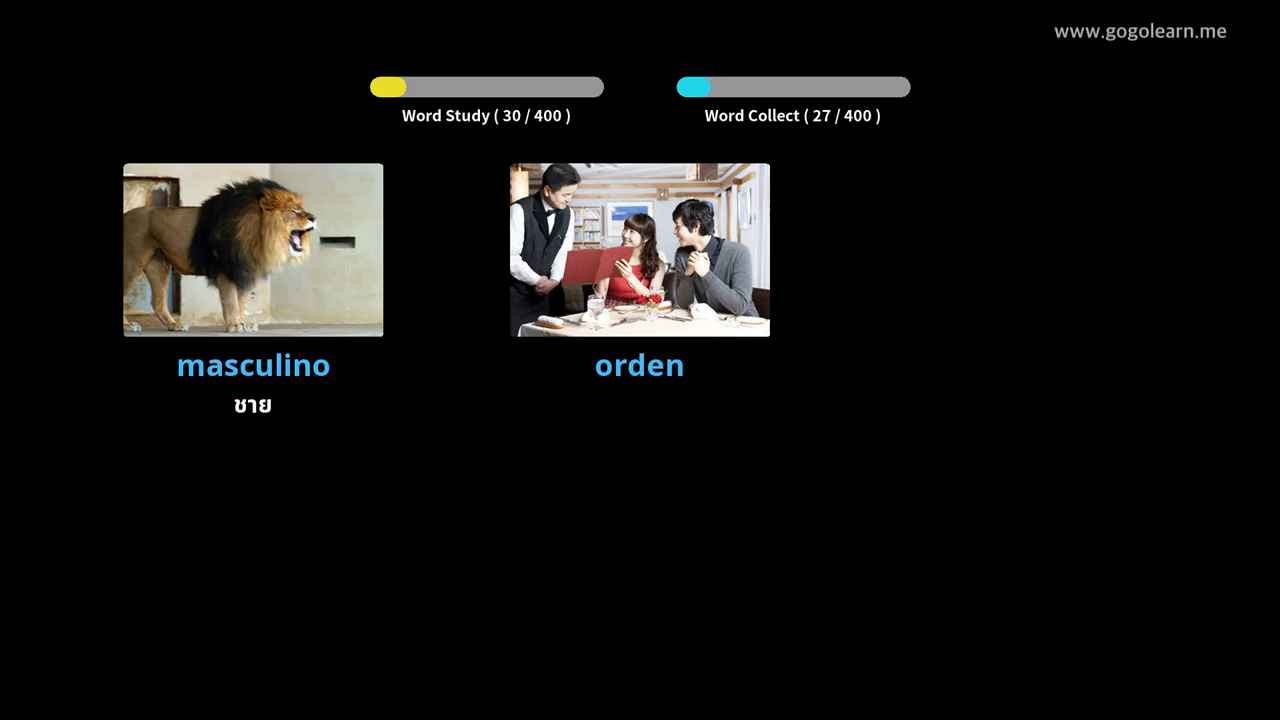 www.gogolearn.me
Word Study ( 30 / 400 )
Word Collect ( 27 / 400 )
masculino
orden
ชาย